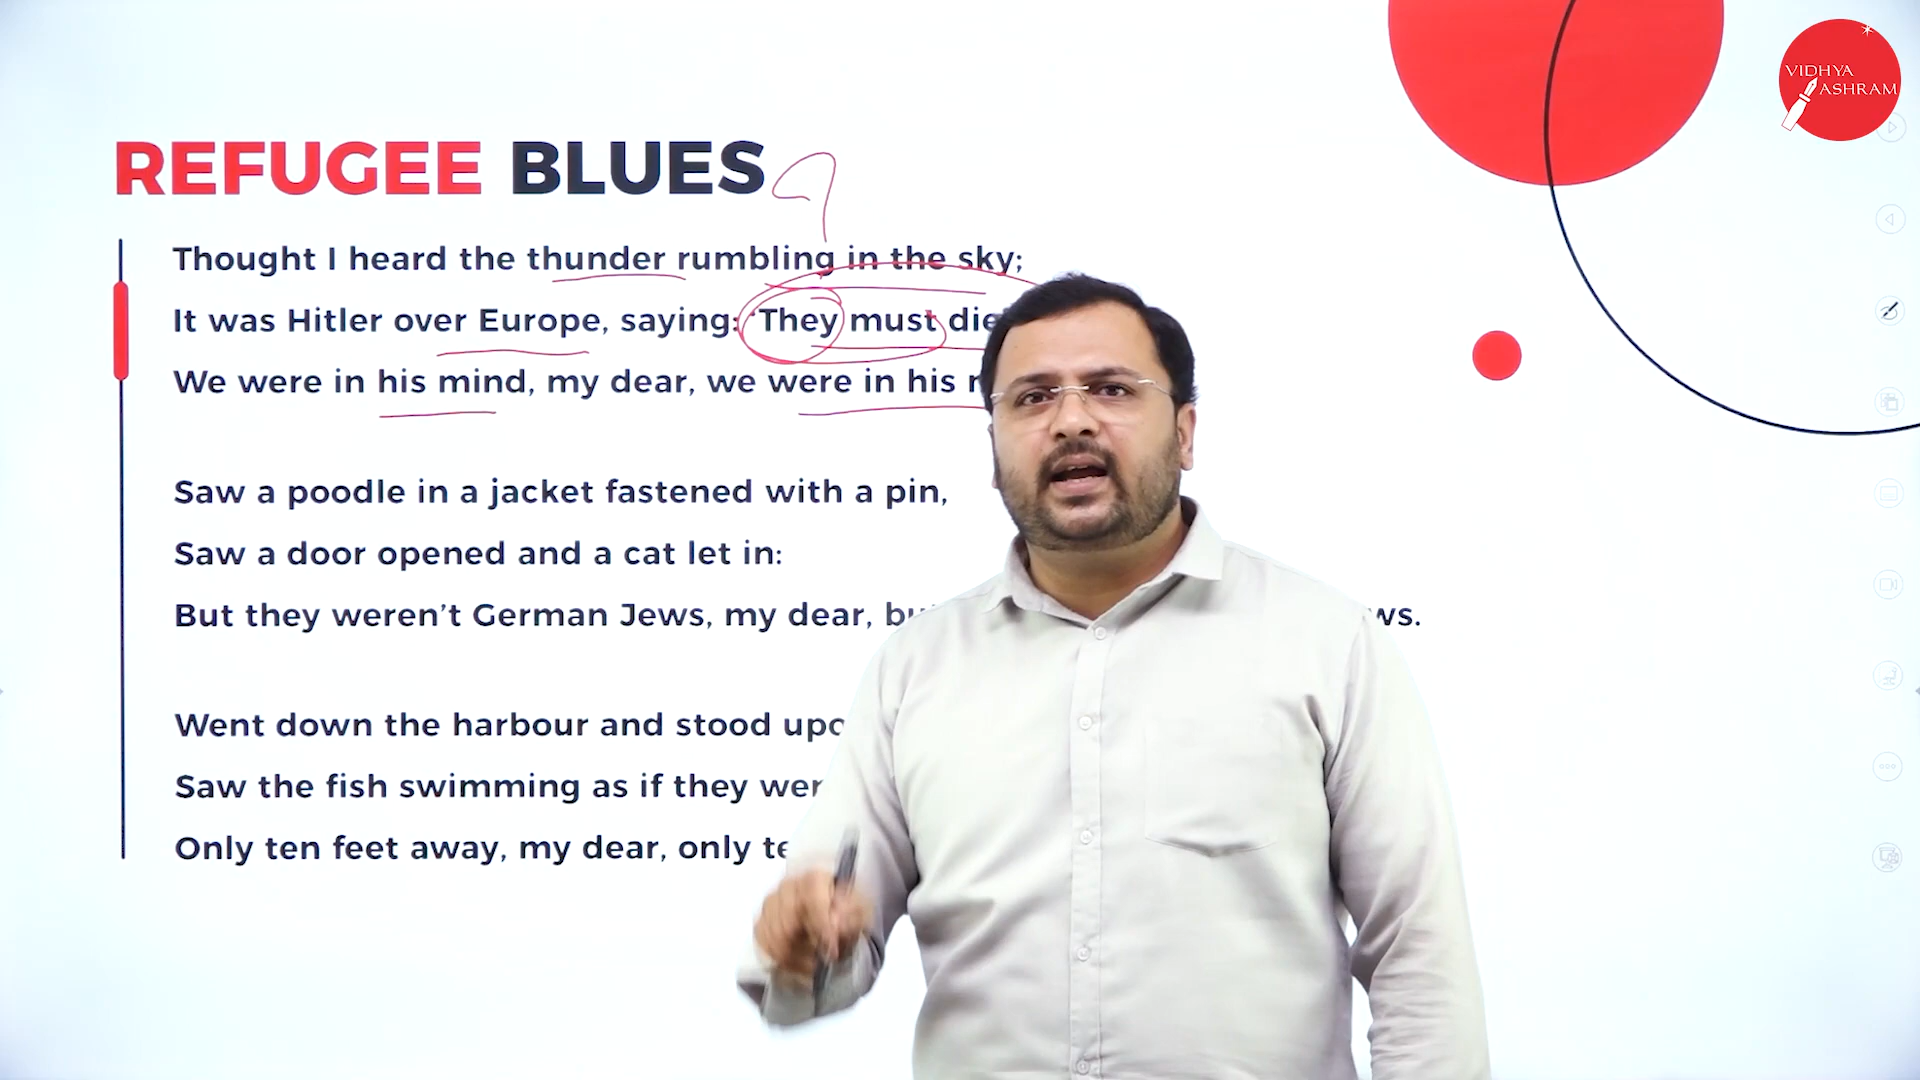 VIDHYA
ASHRAM
REFUGEE BLUES
Thought I heard the thunder rumbling in the sky;
It was Hitler over Europe, saying: 'They must die
We were in his mind, my dear, we were in his
Saw a poodle in a jacket fastened with a pin,
Saw a door opened and a cat let in:
But they weren't German Jews, my dear,
Went down the harbour and stood
Saw the fish swimming as if they
Only ten feet away, my dear, only